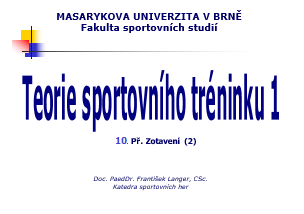 MASARYKOVA UNIVERZITA V BRNĚ
Fakulta sportovních studií
Teorie sportovního tréninku 1
10. Př. Zotavení (2)
Doc. PaedDr. František Langer, CSc.
Katedra sportovních her